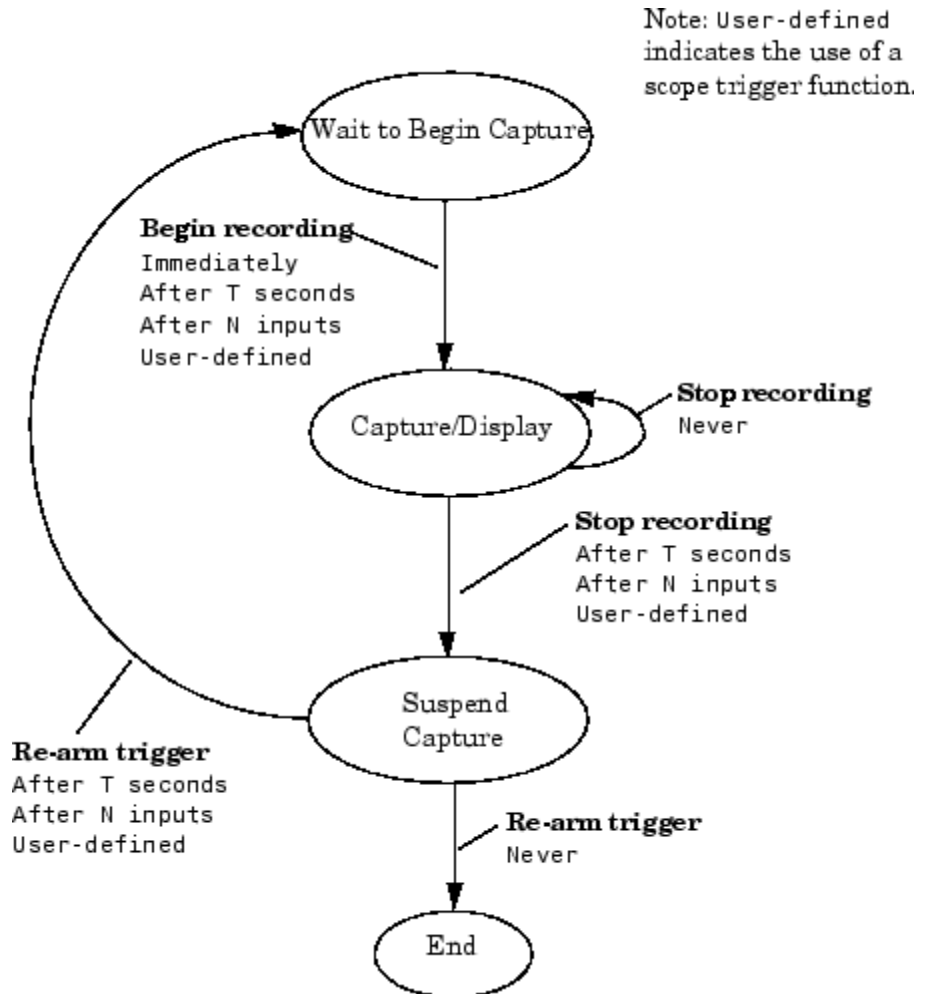 Note: User-defined
indicates the use of a
scope trigger function.
Wait to Begin Capture
Begin recording
Immediately
After T seconds
After N inputs
User-defined
Capture/Display
Stop recording
Never
Stop recording
After T seconds
After N inputs
User-defined
Suspend
Capture
Re-arm trigger
After T seconds
After N inputs
User-defined
Re-arm trigger
Never
End